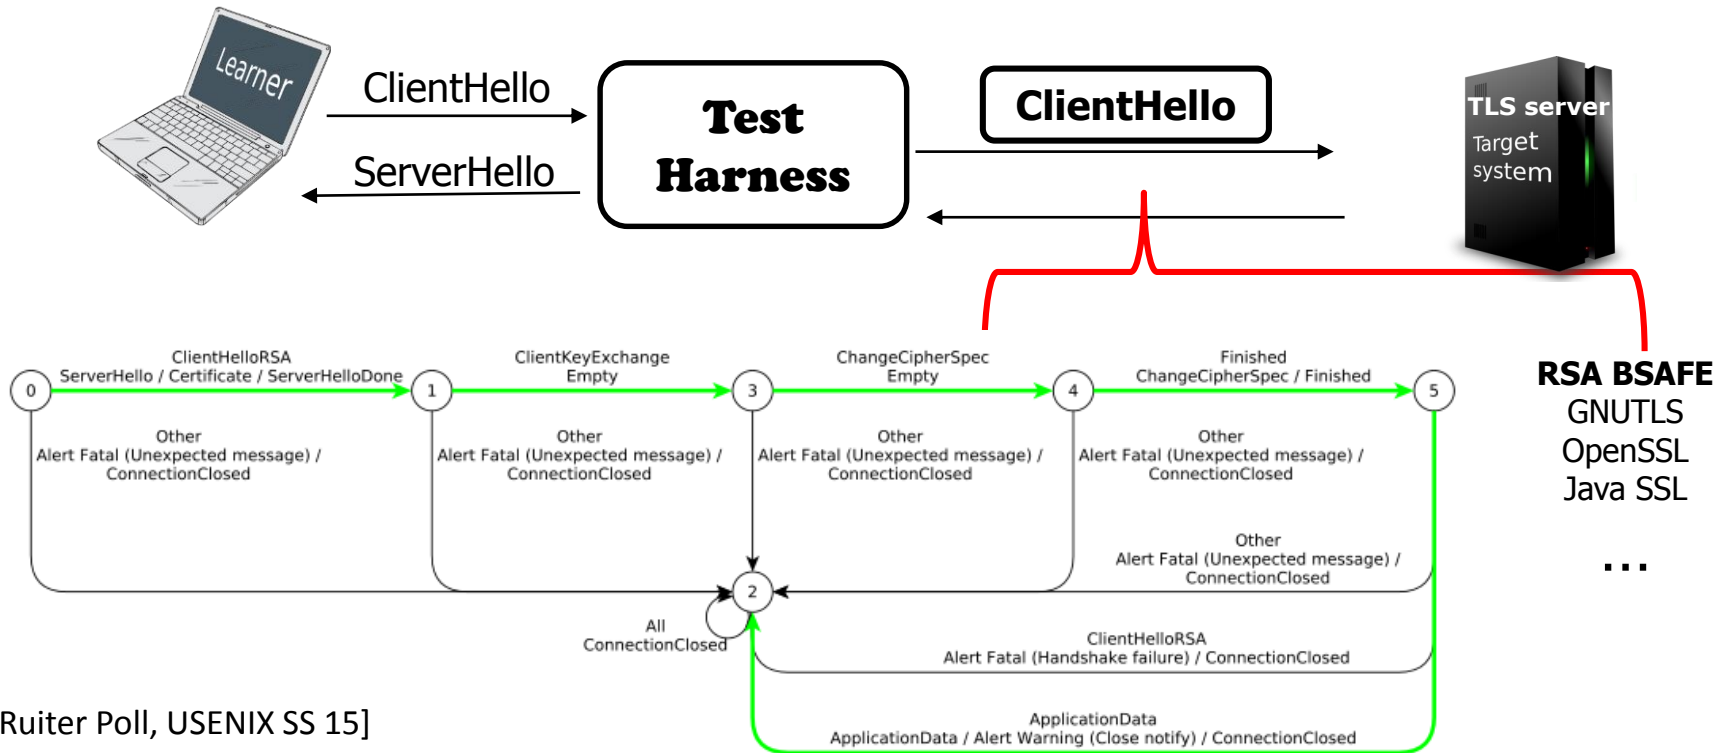 Learner
ClientHello
ServerHello
Test
Harness
ClientHello
TLS server
Target
system
ClientHelloRSA
ServerHello / Certificate / ServerHelloDone
ClientKeyExchange
Empty
ChangeCipherSpec
Empty
Finished
ChangeCipherSpec / Finished
0
1
3
4
5
Other
Alert Fatal (Unexpected message) /
ConnectionClosed
Other
Alert Fatal (Unexpected message) /
ConnectionClosed
Other
Alert Fatal (Unexpected message) /
ConnectionClosed
Other
Alert Fatal (Unexpected message) /
ConnectionClosed
RSA BSAFE
GNUTLS
OpenSSL
Java SSL
...
Other
Alert Fatal (Unexpected message) /
ConnectionClosed
2
All
ConnectionClosed
ClientHelloRSA
Alert Fatal (Handshake failure) / ConnectionClosed
ApplicationData
ApplicationData / Alert Warning (Close notify) / ConnectionClosed
Ruiter Poll, USENIX SS 15]